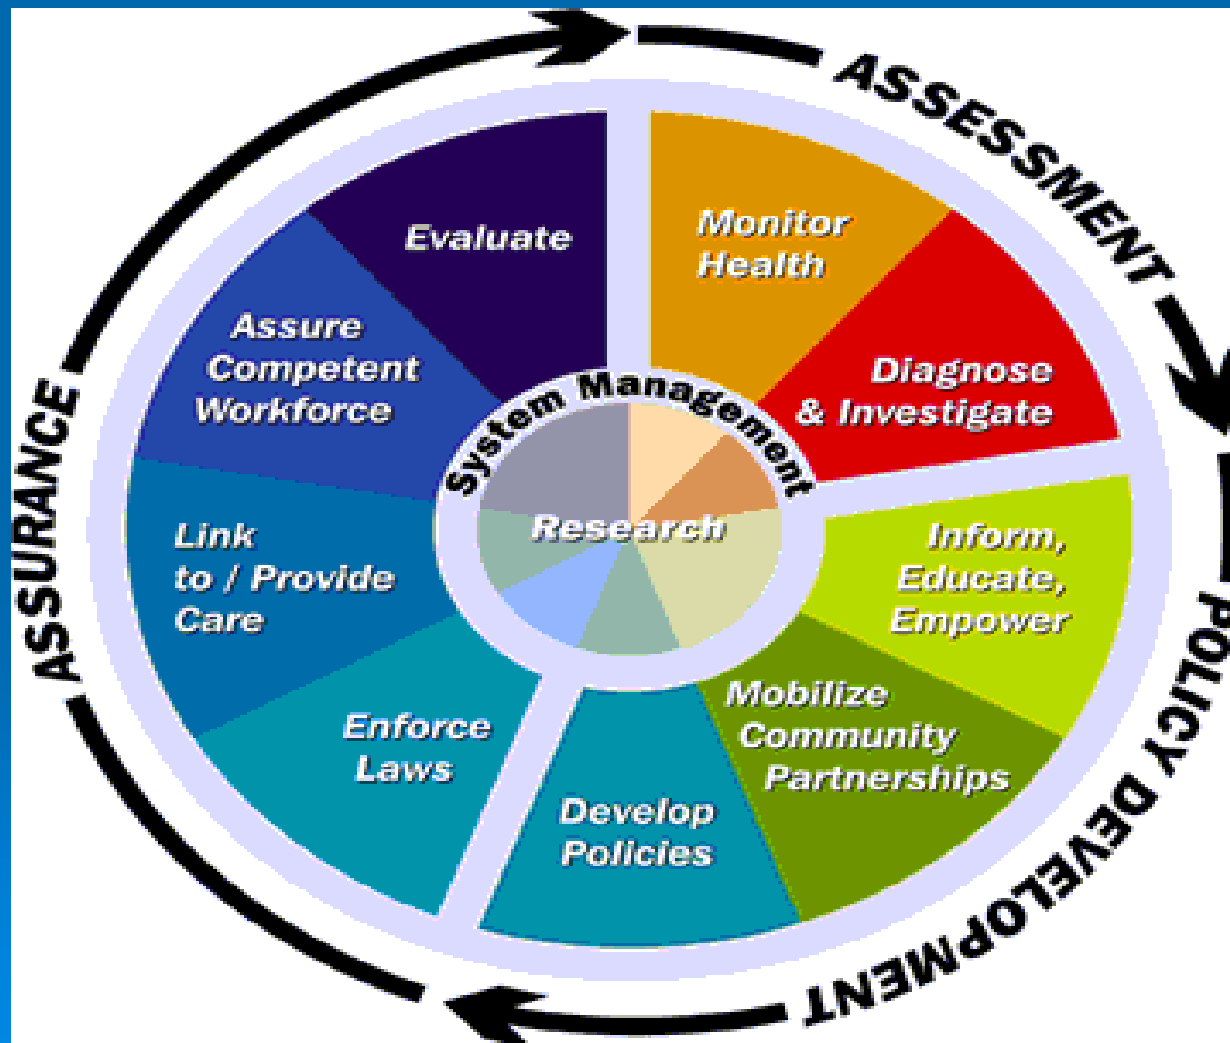 ASSESSMENT
Monitor
Health
Diagnose
& Investigate
POLICY DEVELOPMENT
Inform,
Educate,
Empower
Mobilize
Community
Partnerships
Develop
Policies
ASSURANCE
Enforce
Laws
Link
to / Provide
Care
Assure
Competent
Workforce
Evaluate
System Management
Research